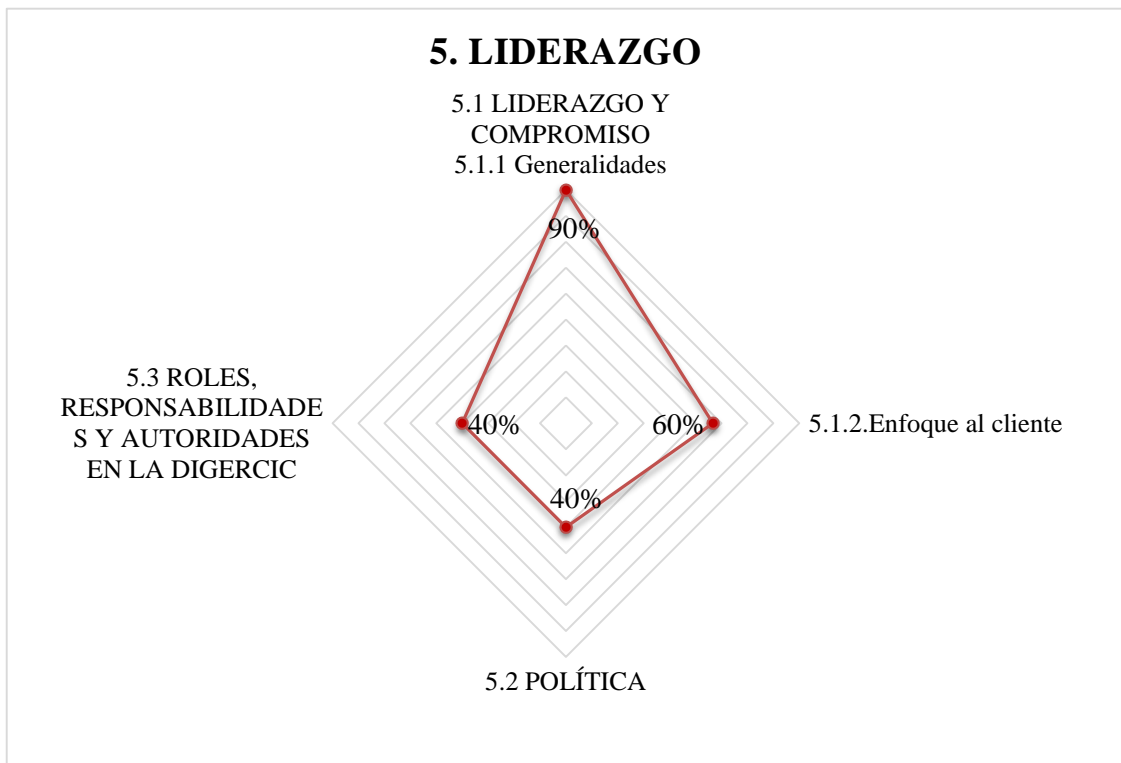 5. LIDERAZGO
5.1 LIDERAZGO Y
COMPROMISO
5.1.1 Generalidades
90%
5.3 ROLES,
RESPONSABILIDADE
S Y AUTORIDADES
EN LA DIGERCIC
40%
60%
5.1.2.Enfoque al cliente
40%
5.2 POLÍTICA